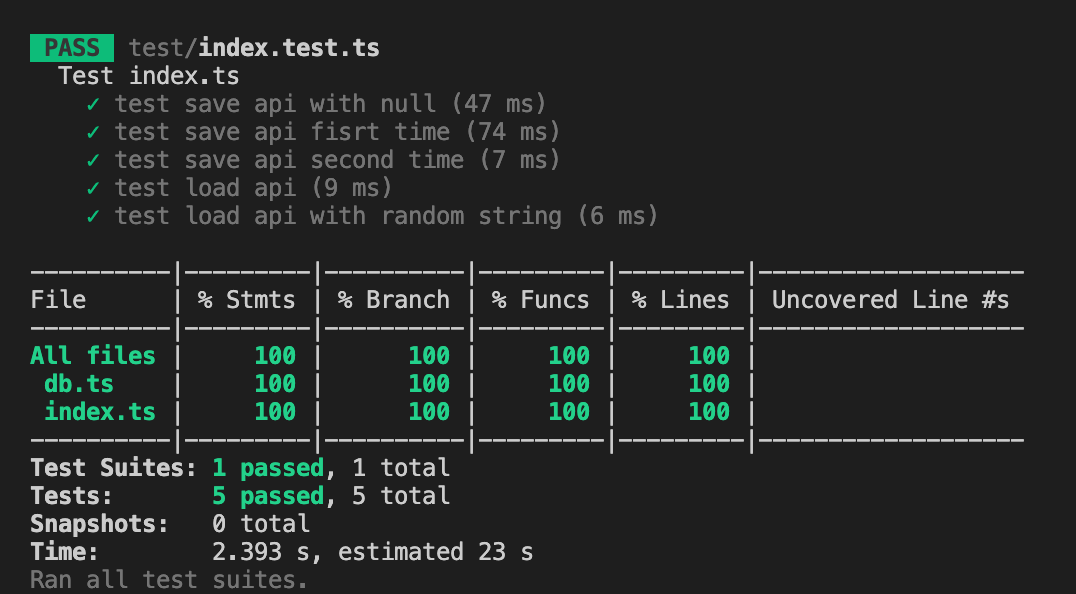 PASS test/index.test.ts
Test index.ts
✓ test save api with null (47 ms)
✓ test save api fisrt time (74 ms)
✓ test save api second time (7 ms)
✓ test load api (9 ms)
✓ test load api with random string (6 ms)
----------|---------|----------|---------|---------|-------------------
File | % Stmts | % Branch | % Funcs | % Lines | Uncovered Line #s
----------|---------|----------|---------|---------|-------------------
All files | 100 | 100 | 100 | 100 |
db.ts | 100 | 100 | 100 | 100 |
index.ts | 100 | 100 | 100 | 100 |
----------|---------|----------|---------|---------|-------------------
Test Suites: 1 passed, 1 total
Tests: 5 passed, 5 total
Snapshots: 0 total
Time: 2.393 s, estimated 23 s
Ran all test suites.